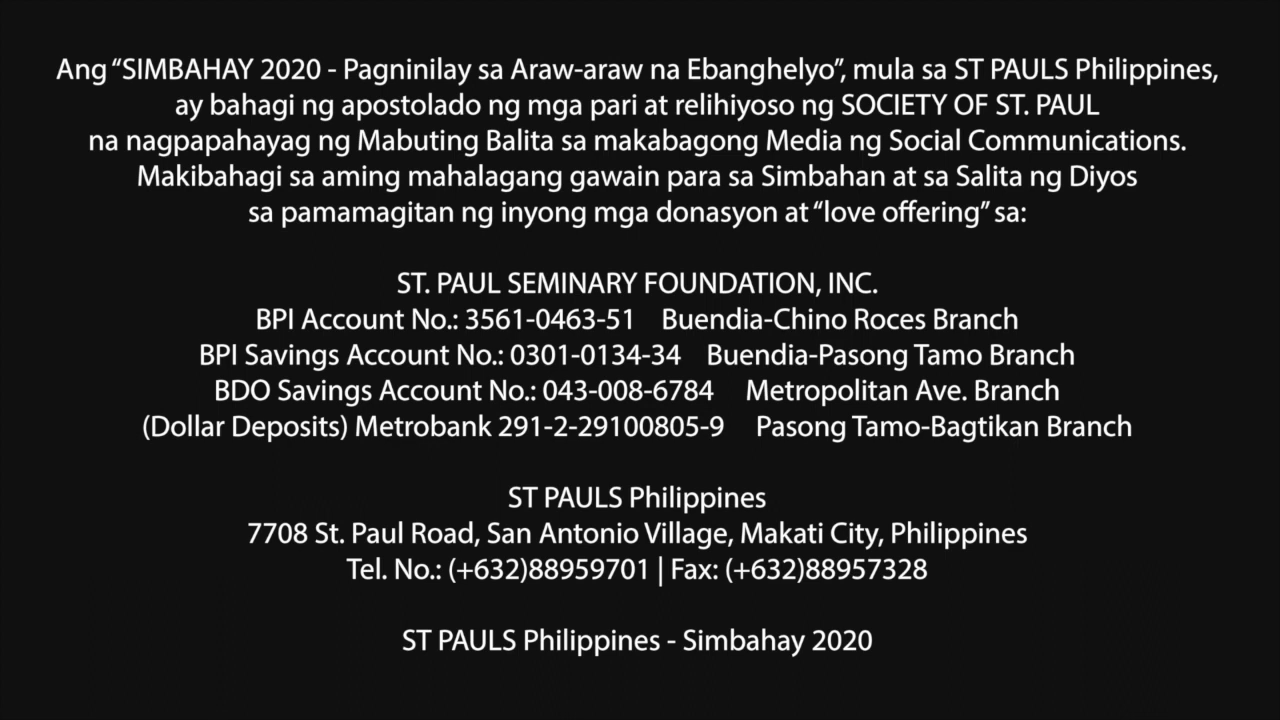 Ang “SIMBAHAY 2020 - Pagninilay sa Araw-araw na Ebanghelyo”, mula sa ST PAULS Philippines,
ay bahagi ng apostolado ng mga pari at relihiyoso ng SOCIETY OF ST. PAUL
na nagpapahayag ng Mabuting Balita sa makabagong Media ng Social Communications.
Makibahagi sa aming mahalagang gawain para sa Simbahan at sa Salita ng Diyos
sa pamamagitan ng inyong mga donasyon at “love offering” sa:
ST. PAUL SEMINARY FOUNDATION, INC.
BPI Account No.: 3561-0463-51 Buendia-Chino Roces Branch
BPI Savings Account No.: 0301-0134-34 Buendia-Pasong Tamo Branch
BDO Savings Account No.: 043-008-6784 Metropolitan Ave. Branch
(Dollar Deposits) Metrobank 291-2-29100805-9 Pasong Tamo-Bagtikan Branch
ST PAULS Philippines
7708 St. Paul Road, San Antonio Village, Makati City, Philippines
Tel. No.: (+632)88959701 | Fax: (+632)88957328
ST PAULS Philippines - Simbahay 2020